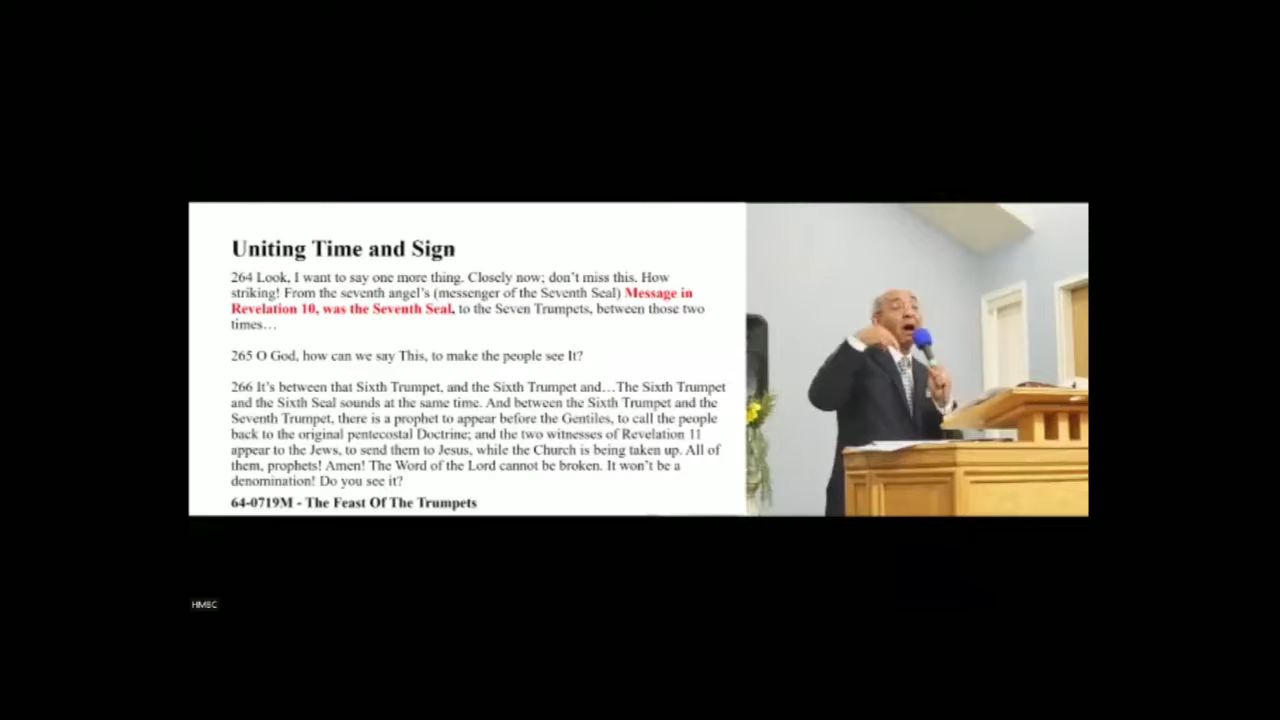 Uniting Time and Sign
264 Look, I want to say one more thing. Closely now; don't miss this. How
striking! From the seventh angel's (messenger of the Seventh Seal) Message in
Revelation 10, was the Seventh Seal, to the Seven Trumpets, between those two
times…
265 O God, how can we say This, to make the people see It?
266 It's between that Sixth Trumpet, and the Sixth Trumpet and…The Sixth Trumpet
and the Sixth Seal sounds at the same time. And between the Sixth Trumpet and the
Seventh Trumpet, there is a prophet to appear before the Gentiles, to call the people
back to the original pentecostal Doctrine; and the two witnesses of Revelation 11
appear to the Jews, to send them to Jesus, while the Church is being taken up. All of
them, prophets! Amen! The Word of the Lord cannot be broken. It won't be a
denomination! Do you see it?
64-0719M - The Feast Of The Trumpets
HMBC